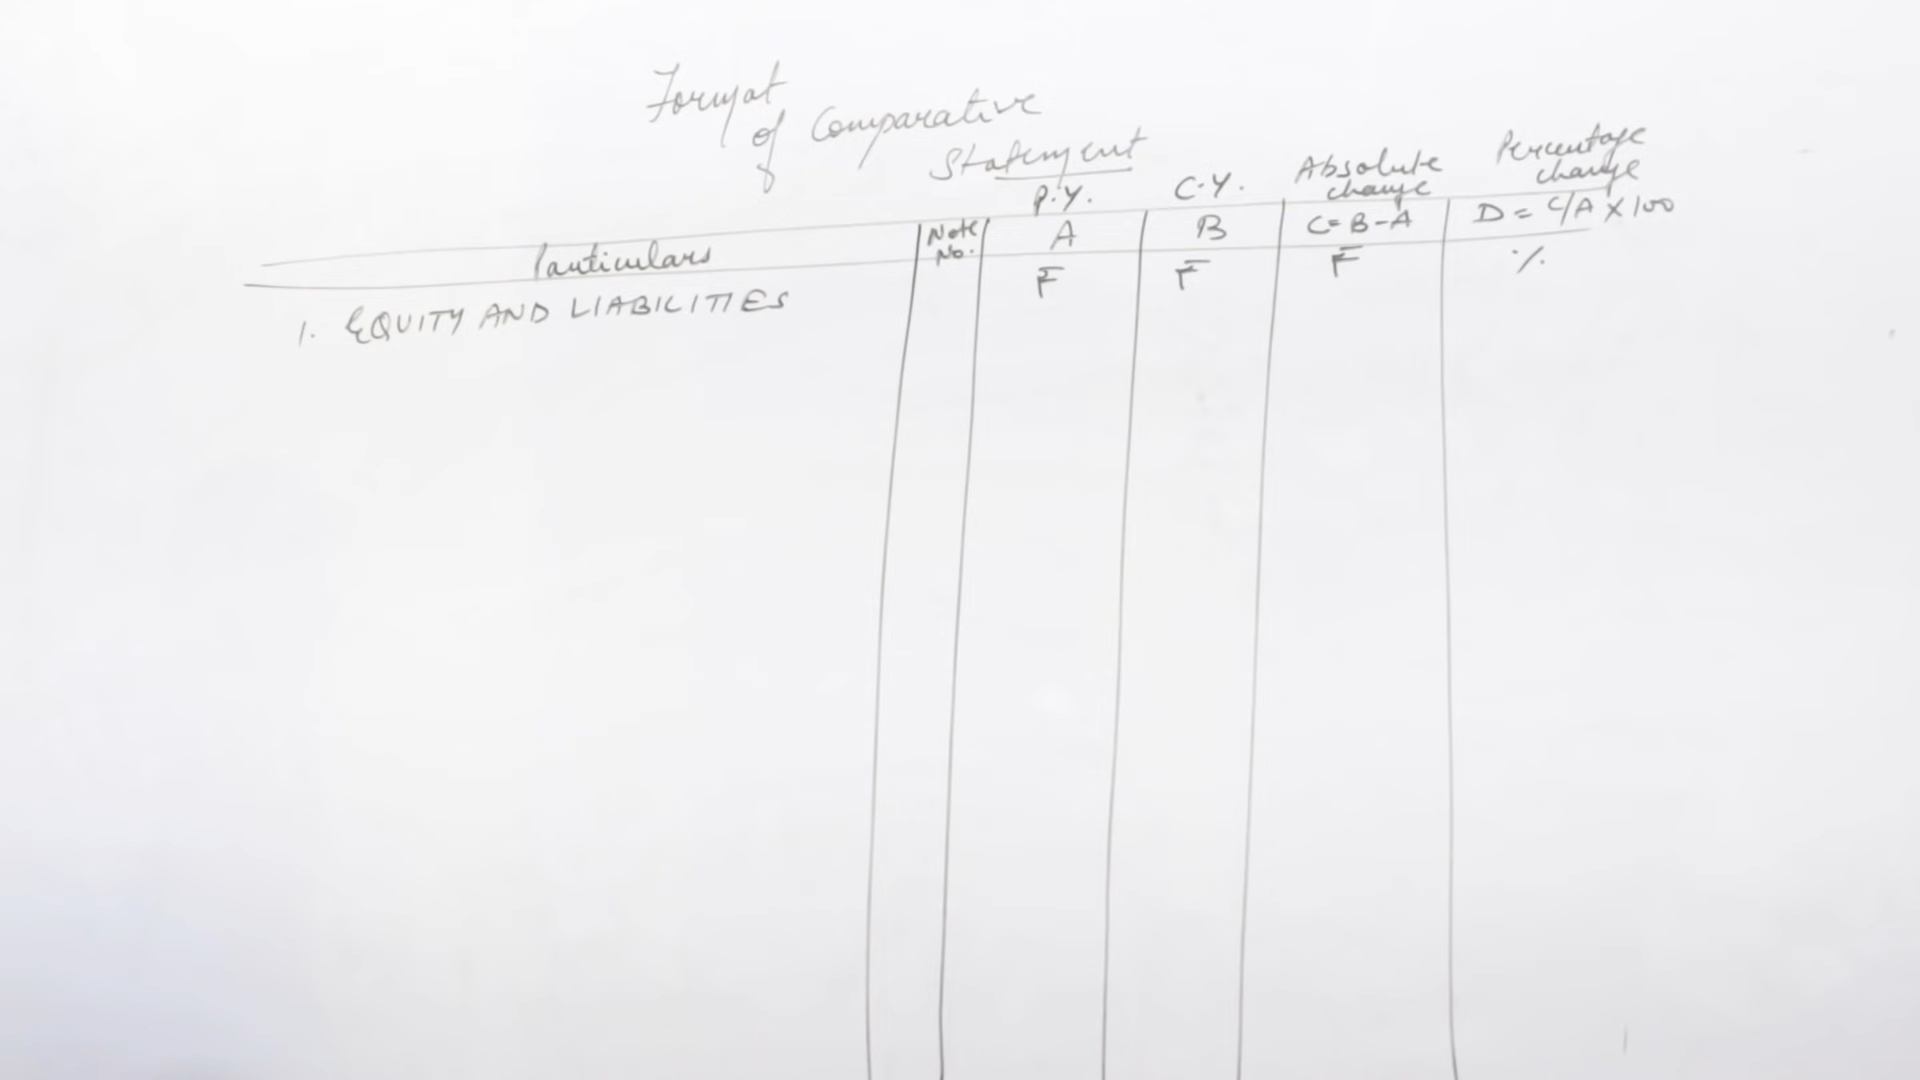 Format
of Comparative
Statement
P.Y. C.Y. Absolute change Percentage change
Particulars Note No. A B C=B-A D = C/A X 100
F F F %
1. EQUITY AND LIABILITIES